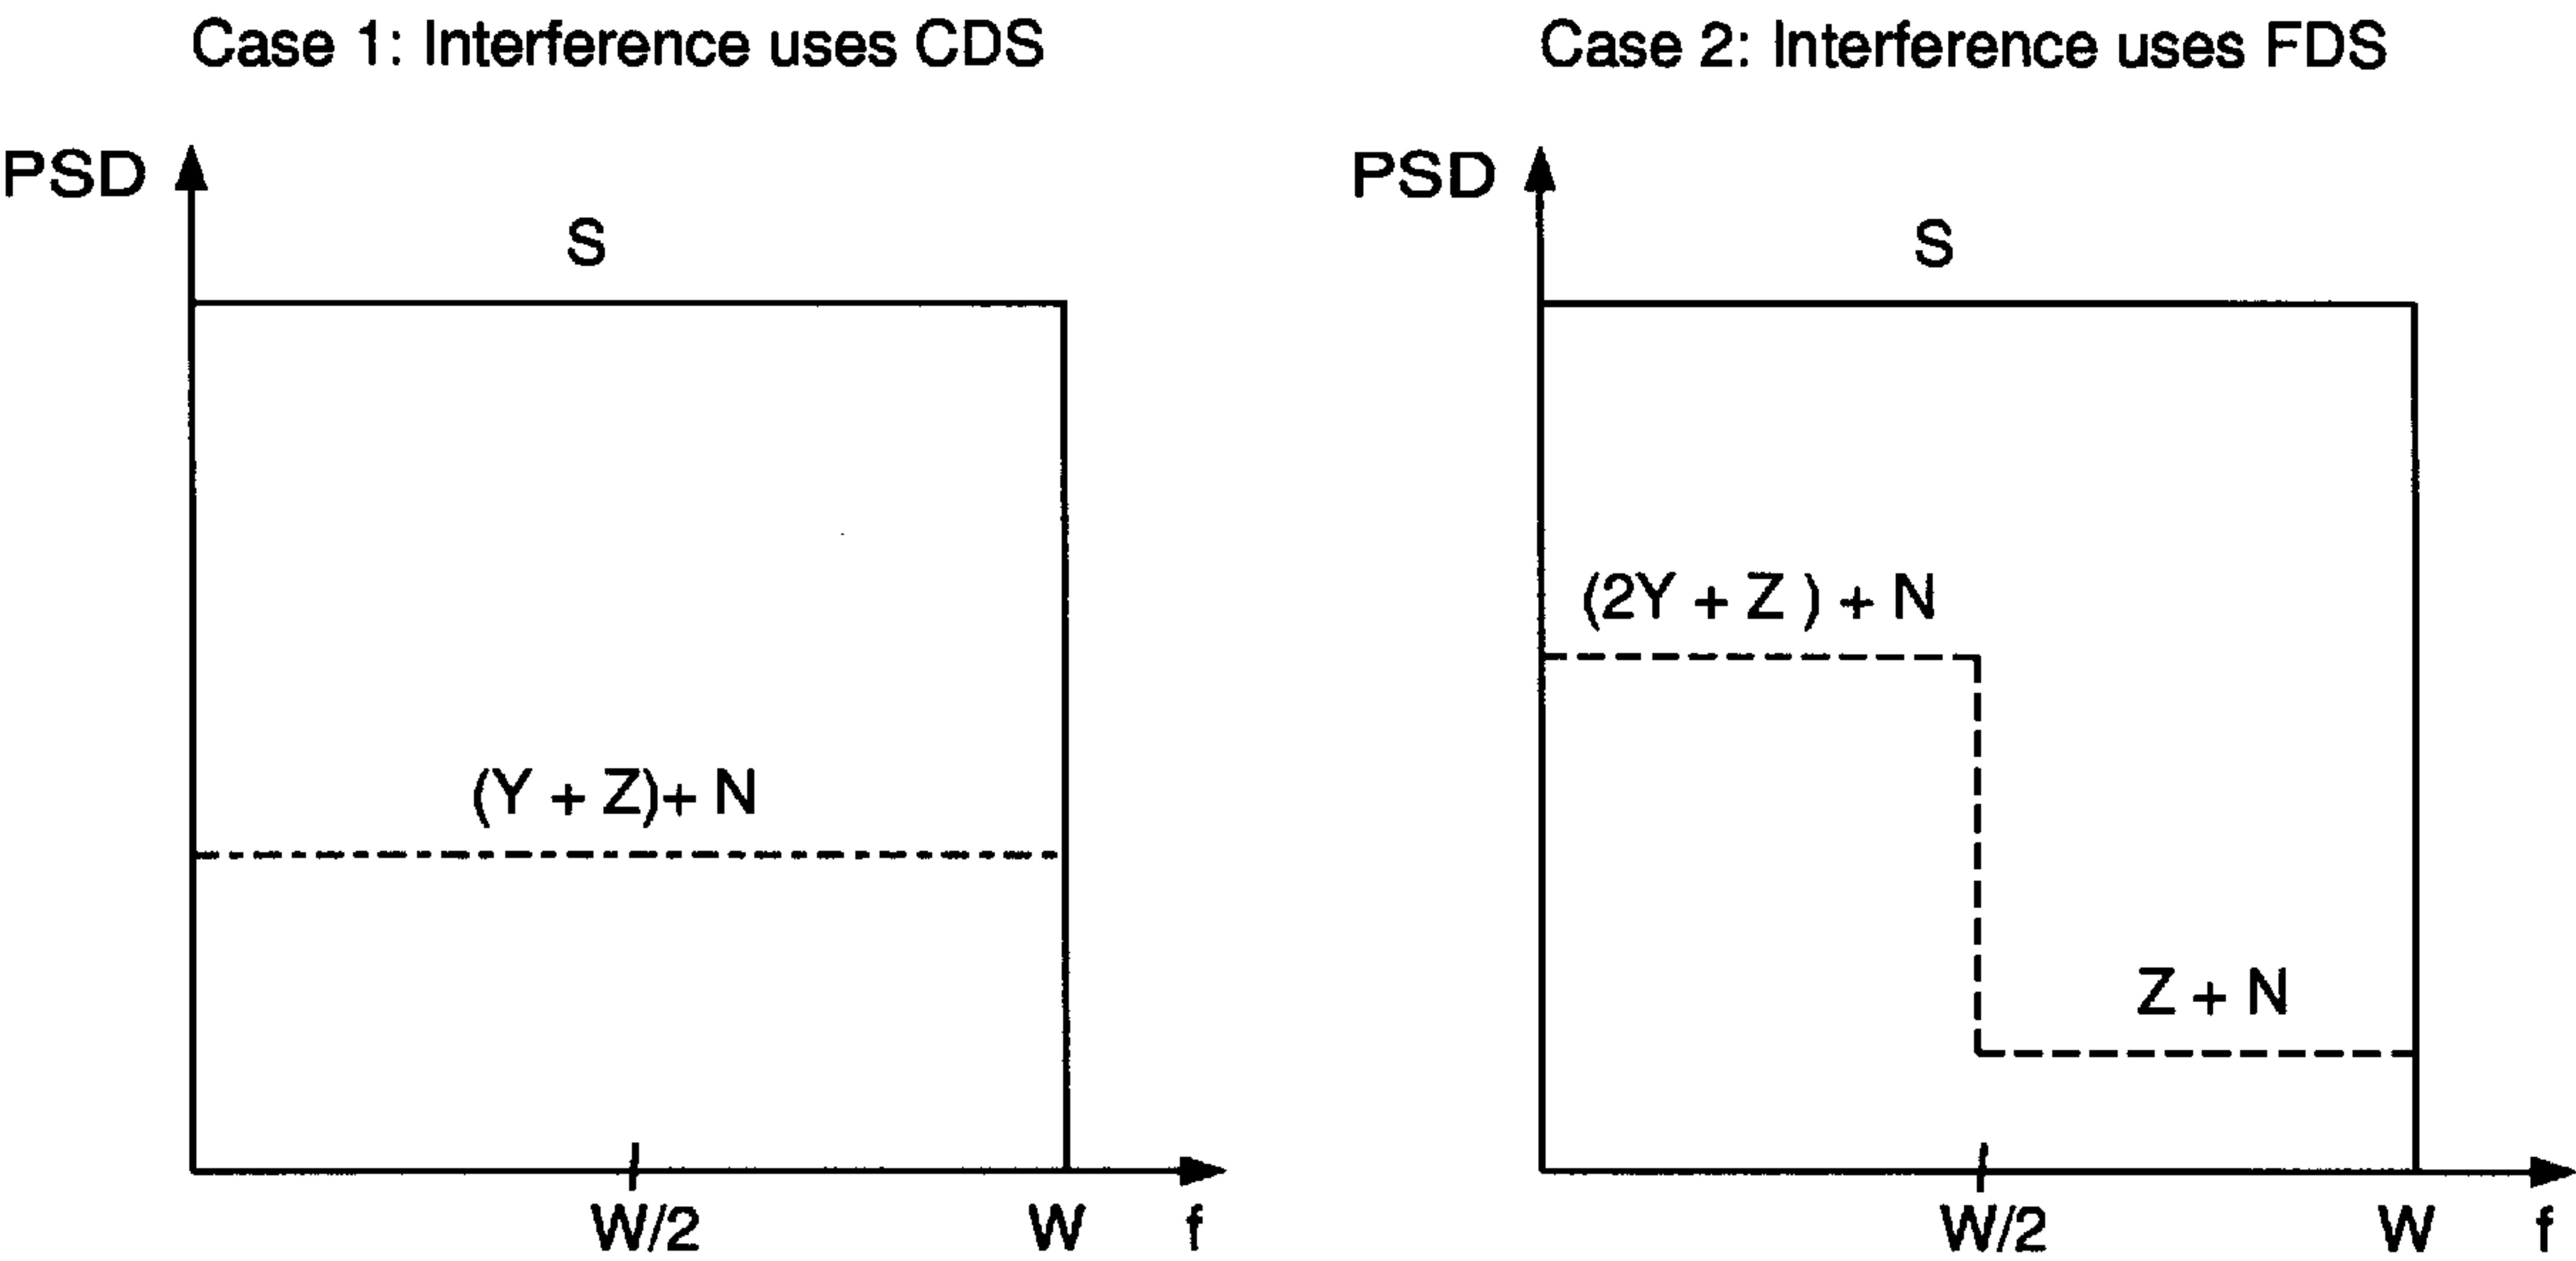 Case 1: Interference uses CDS
PSD
S
(Y + Z)+ N
W/2
W
f
Case 2: Interference uses FDS
PSD
S
(2Y + Z ) + N
Z + N
W/2
W
f